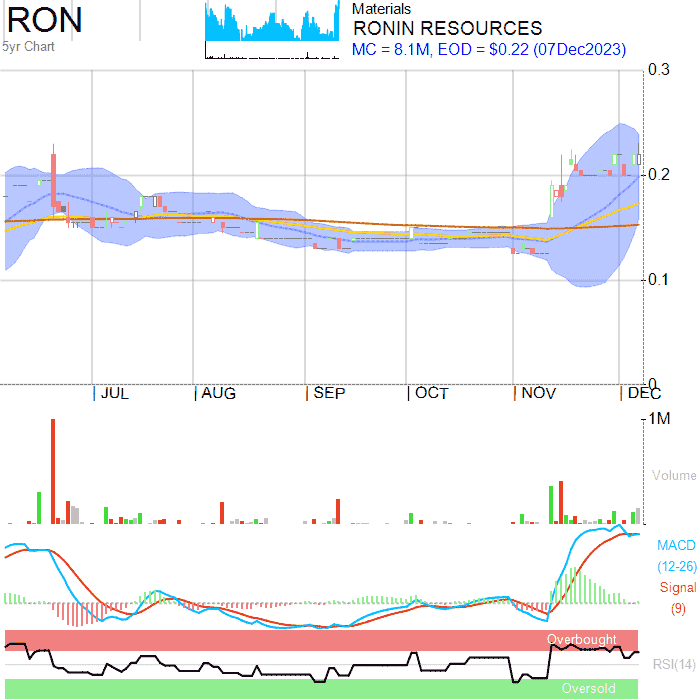 RON
5yr Chart
Materials
RONIN RESOURCES
MC = 8.1M, EOD = $0.22 (07Dec2023)
0.3
0.2
0.1
0
JUL AUG SEP OCT NOV DEC
1M
Volume
MACD
(12-26)
Signal
(9)
Overbought
RSI(14)
Oversold